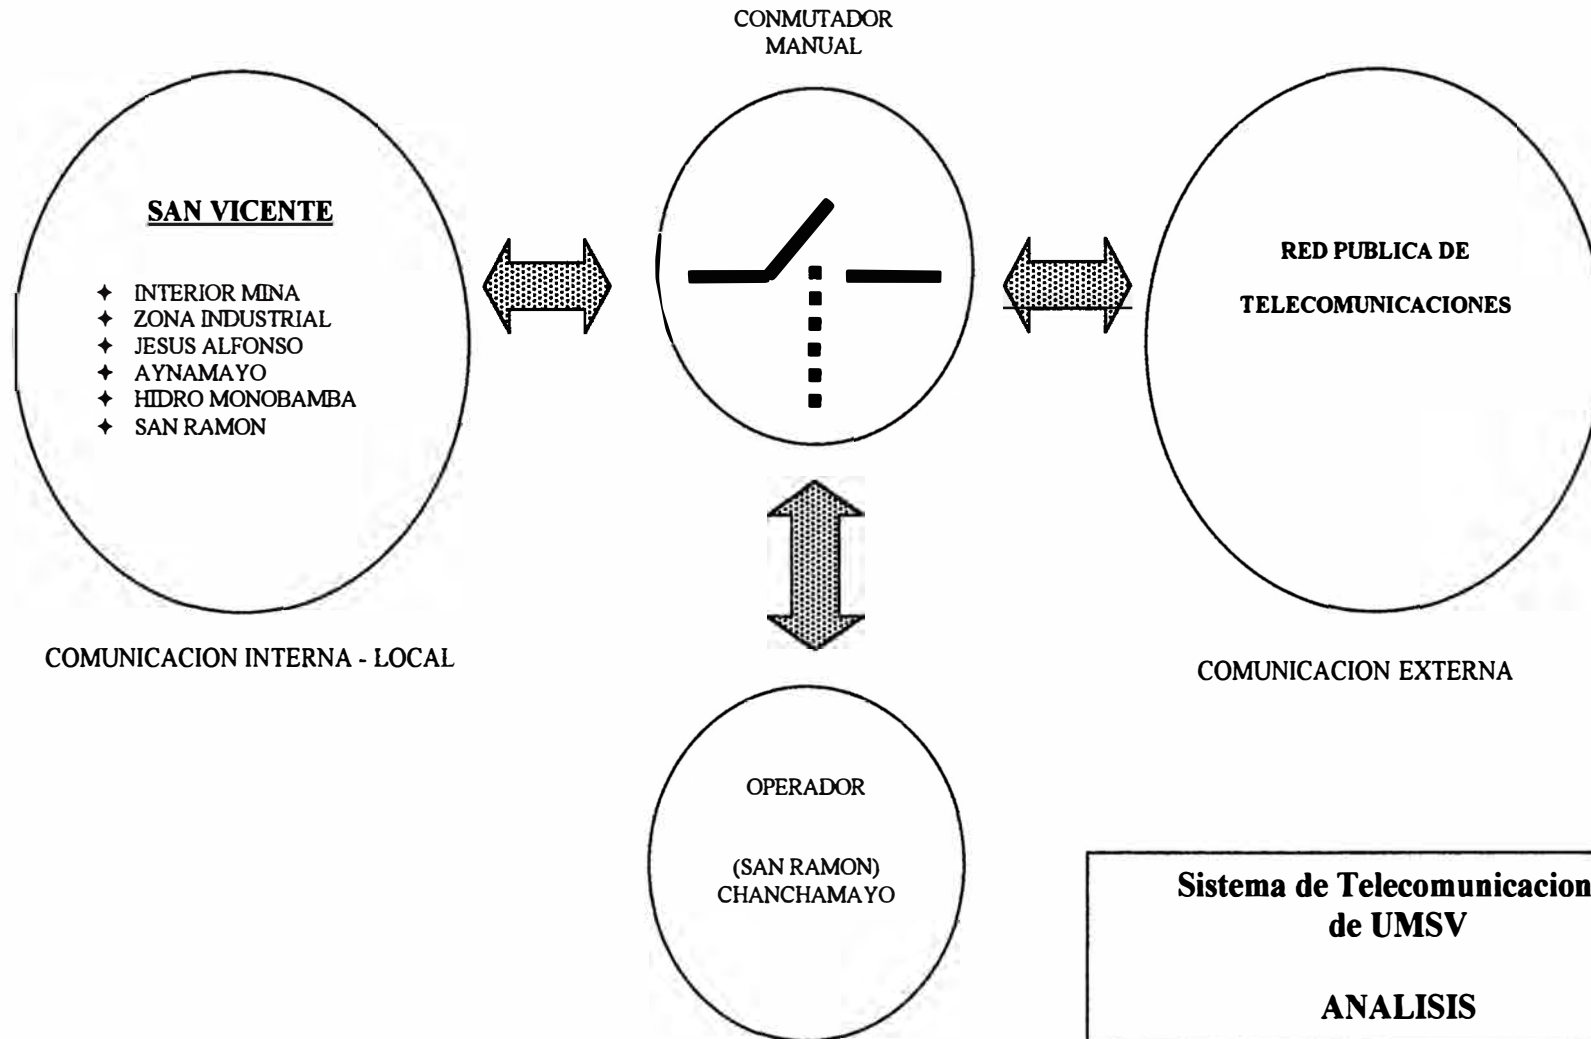 CONMUTADOR
MANUAL
SAN VICENTE
INTERIOR MINA
ZONA INDUSTRIAL
JESUS ALFONSO
AYNAMAYO
HIDRO MONOBAMBA
SAN RAMON
RED PUBLICA DE
TELECOMUNICACIONES
COMUNICACION INTERNA - LOCAL
COMUNICACION EXTERNA
OPERADOR
(SAN RAMON)
CHANCHAMAYO
Sistema de Telecomunicacion
de UMSV
ANALISIS